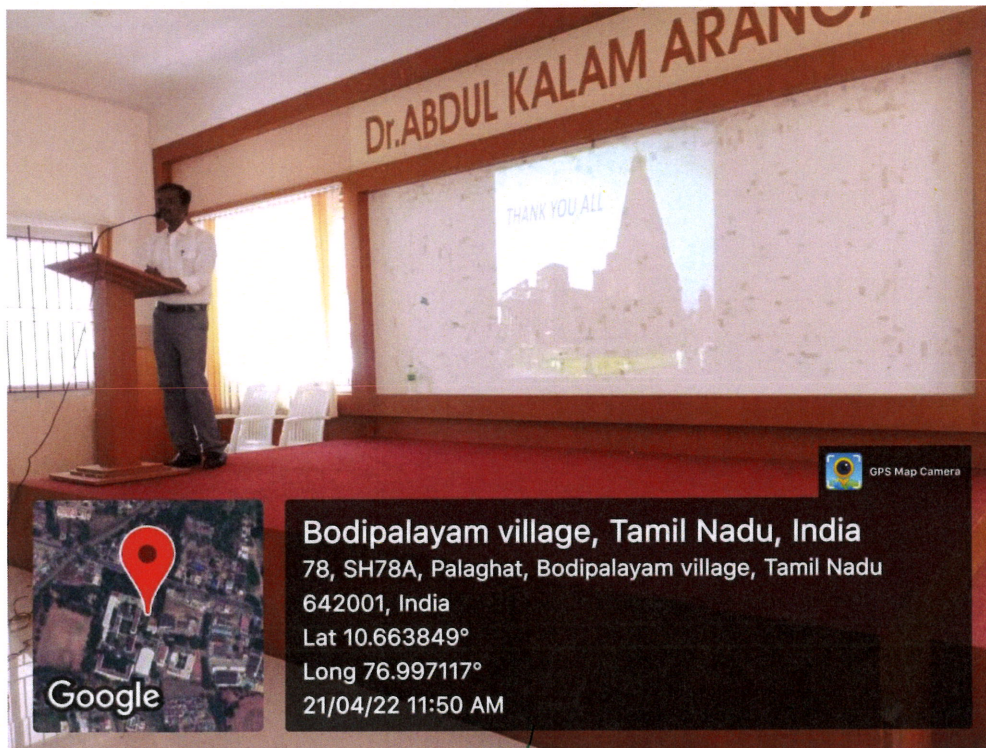 Dr.ABDUL KALAM ARANGA
THANK YOU ALL
GPS Map Camera
Bodipalayam village, Tamil Nadu, India
78, SH78A, Palaghat, Bodipalayam village, Tamil Nadu
642001, India
Lat 10.663849°
Long 76.997117°
21/04/22 11:50 AM
Google